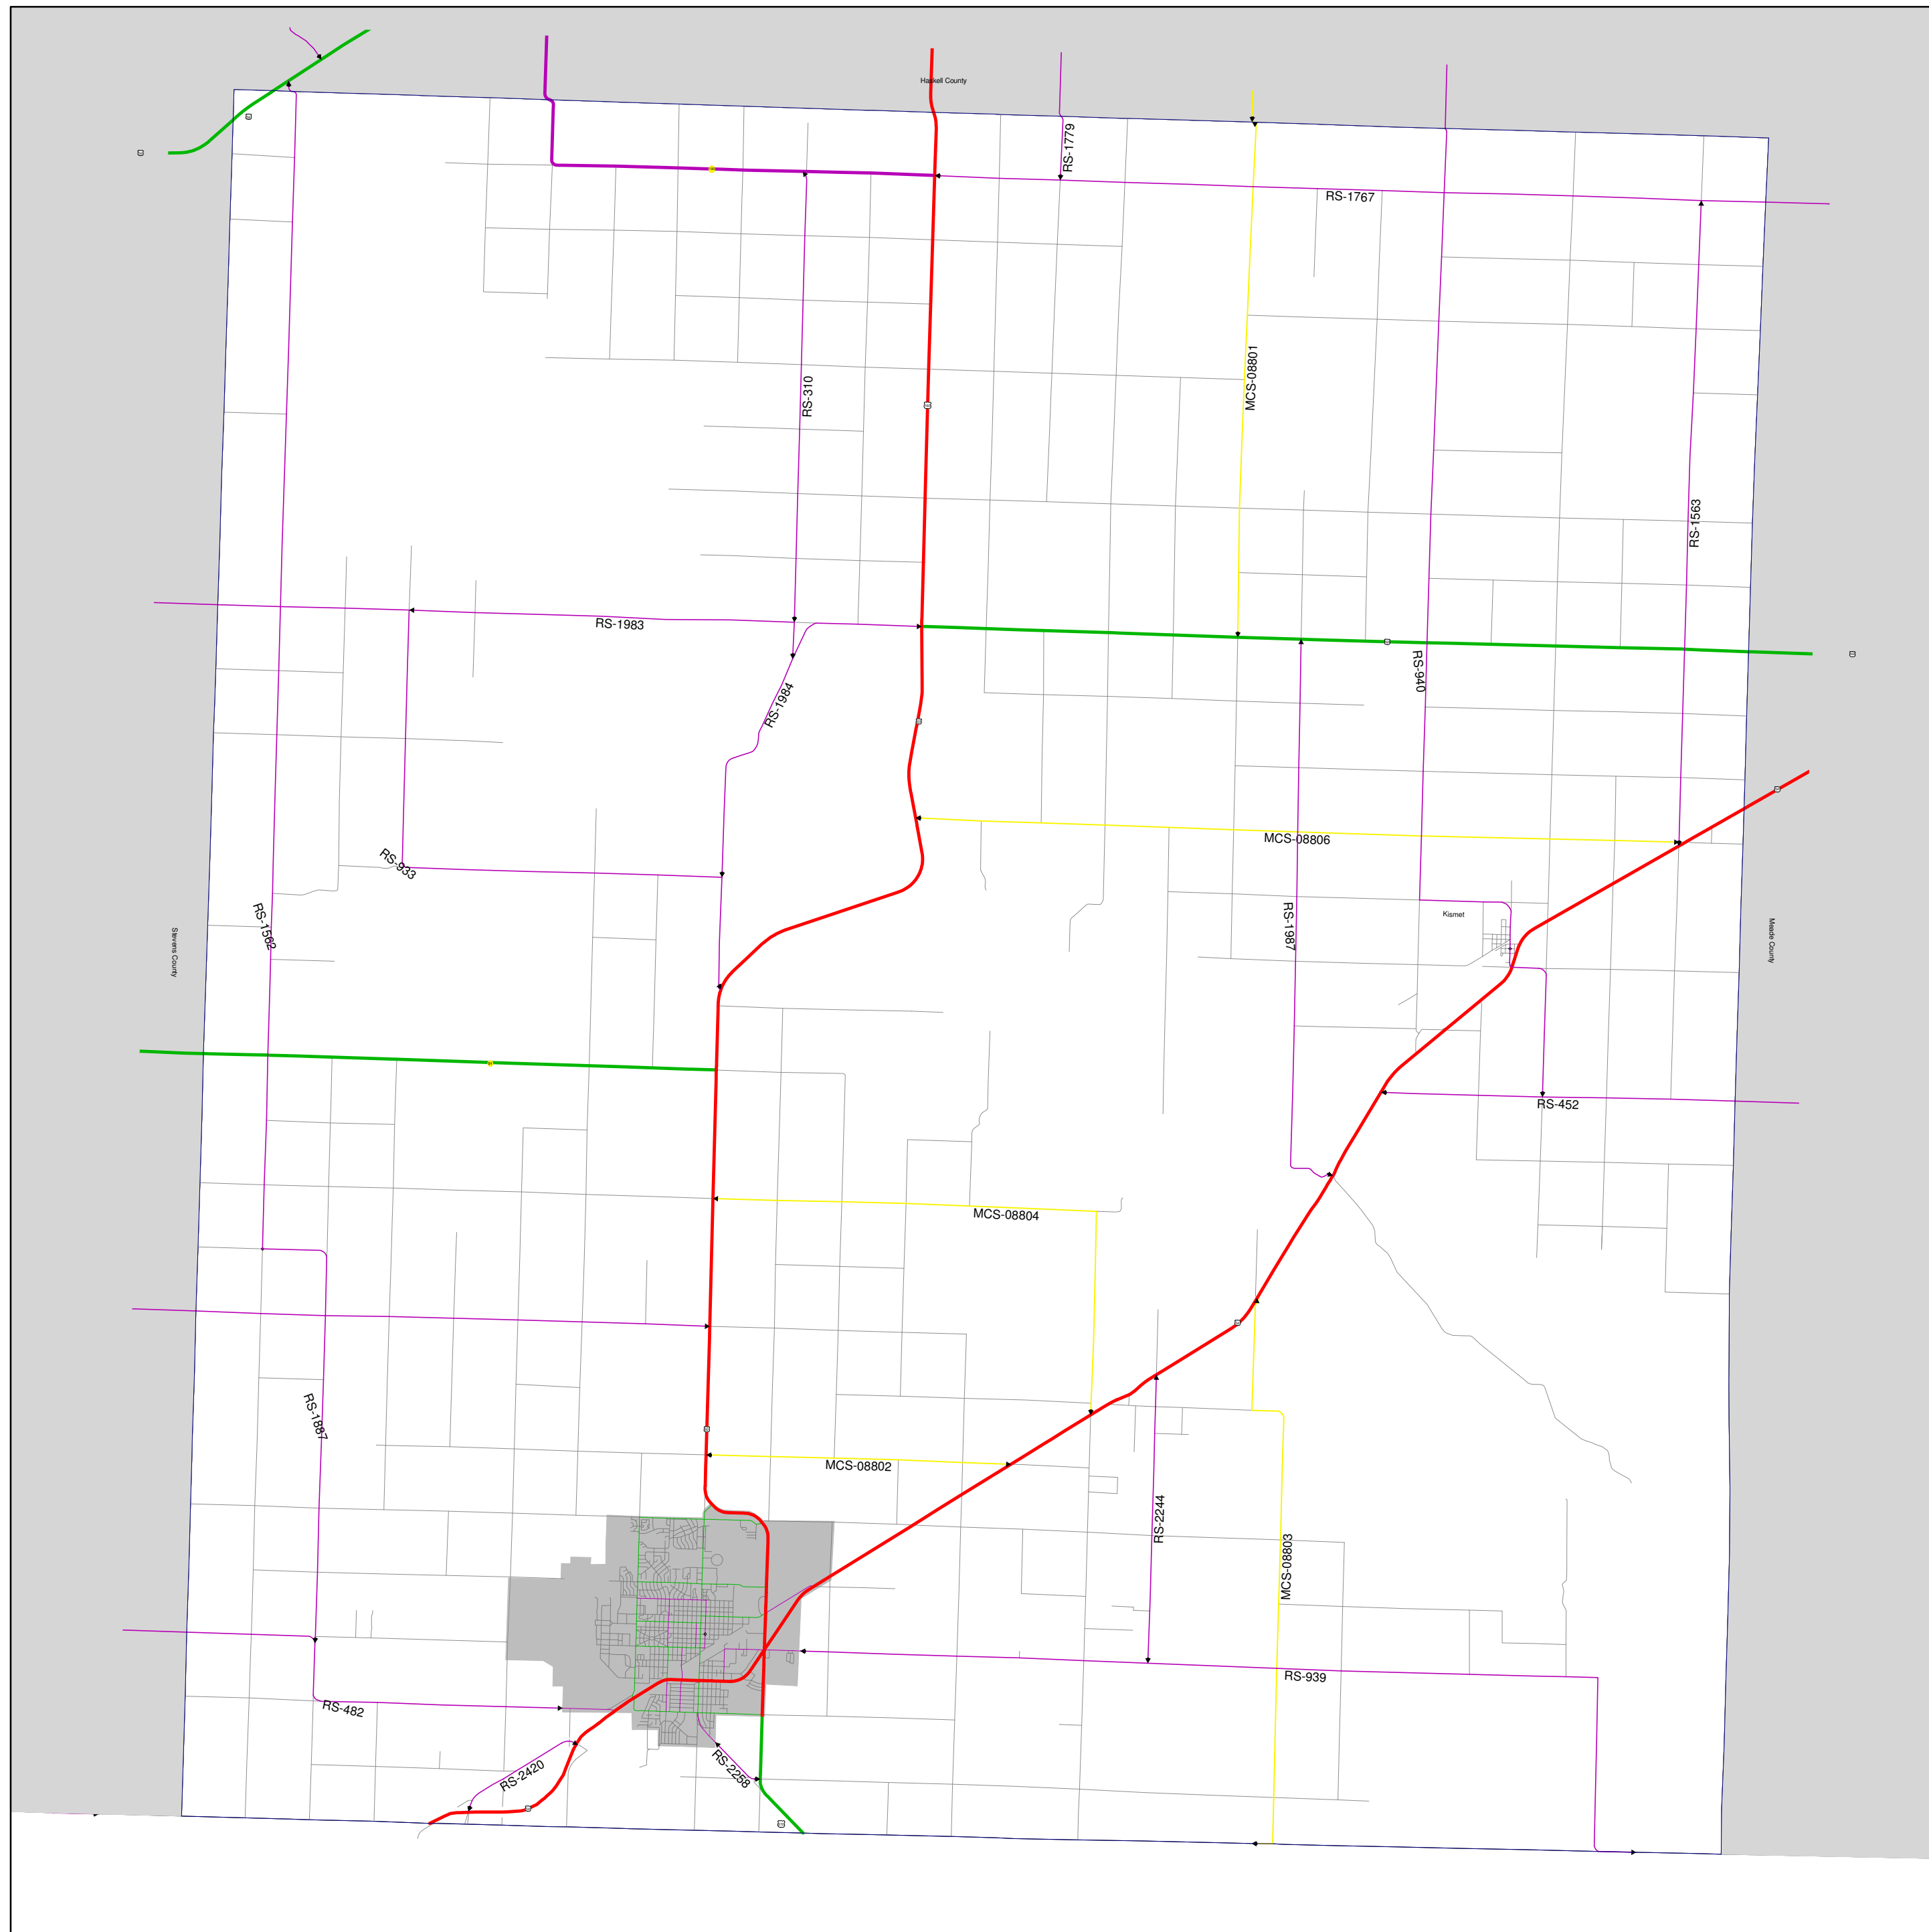 Haskell County
RS-1779
RS-1767
RS-310
MCS-08801
RS-1563
RS-1983
RS-940
RS-1984
MCS-08806
RS-933
RS-1562
RS-1987
Kismet
Stevens County
Meade County
RS-452
MCS-08804
RS-1887
MCS-08802
RS-2244
MCS-08803
RS-939
RS-482
RS-2420
RS-2258